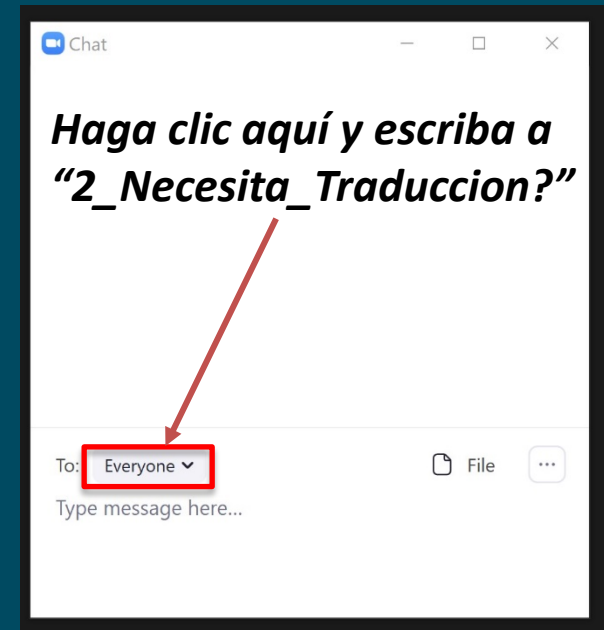 Chat
Haga clic aquí y escriba a
“2_Necesita_Traduccion?”
To: Everyone File
Type message here...